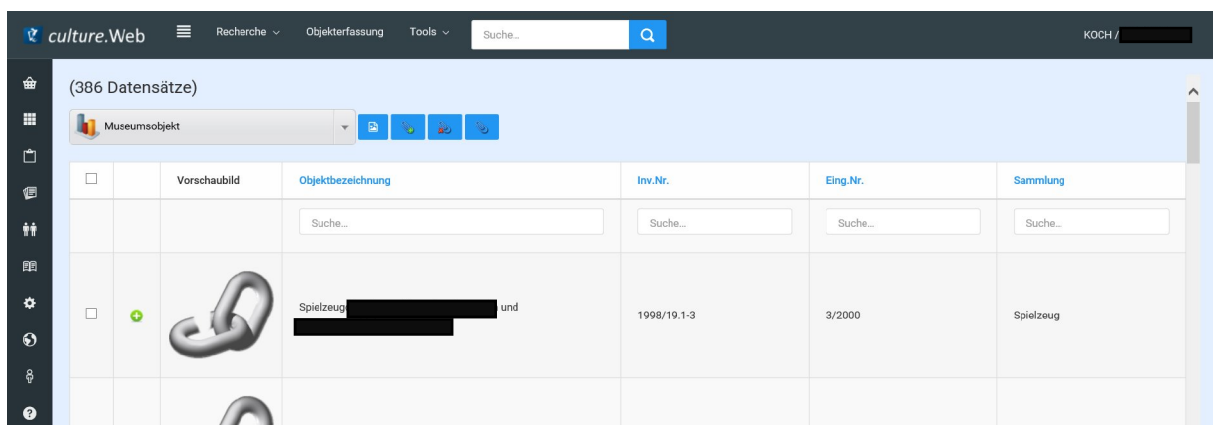 culture.Web Recherche Objekterfassung Tools Suche... KOCH /
(386 Datensätze)
Museumsobjekt
Vorschaubild Objektbezeichnung Inv.Nr. Eing.Nr. Sammlung
Suche... Suche... Suche... Suche...
Spielzeug und
1998/19.1-3 3/2000 Spielzeug